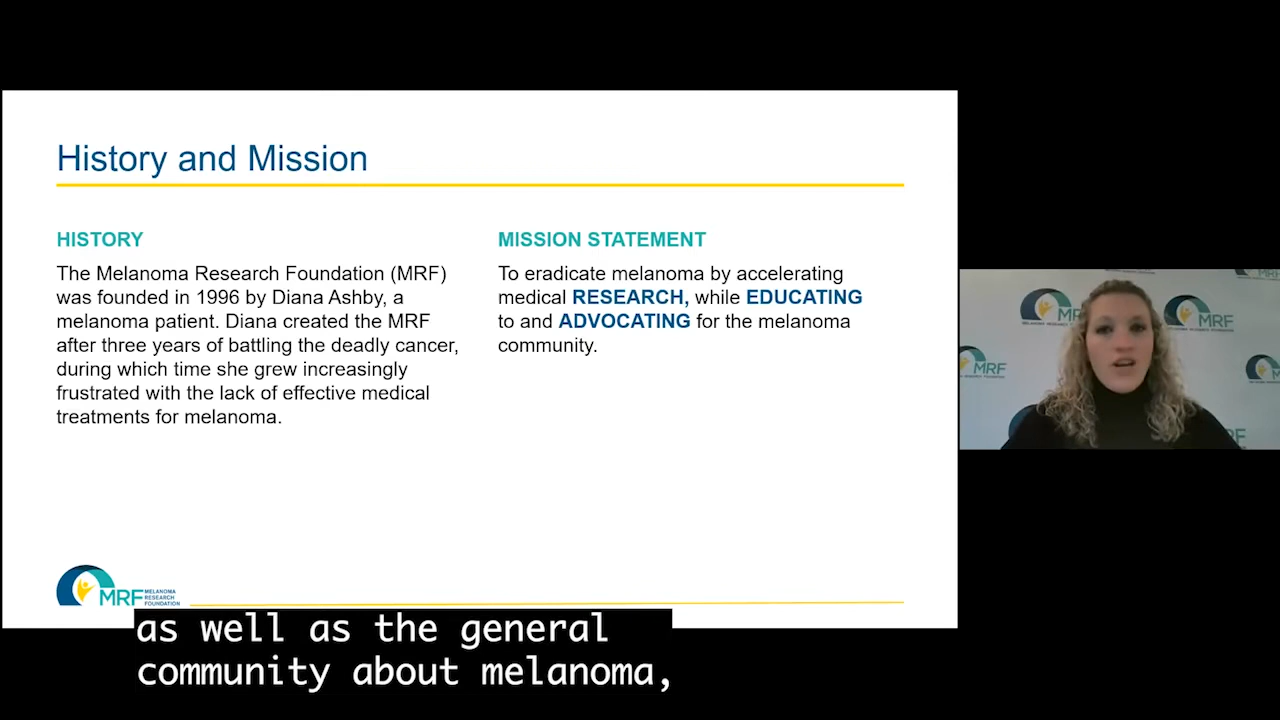 History and Mission
HISTORY
The Melanoma Research Foundation (MRF)
was founded in 1996 by Diana Ashby, a
melanoma patient. Diana created the MRF
after three years of battling the deadly cancer,
during which time she grew increasingly
frustrated with the lack of effective medical
treatments for melanoma.
MISSION STATEMENT
To eradicate melanoma by accelerating
medical RESEARCH, while EDUCATING
to and ADVOCATING for the melanoma
community.
MRF
MELANOMA
RESEARCH
FOUNDATION
MRF
MRF
MRF
as well as the general
community about melanoma,